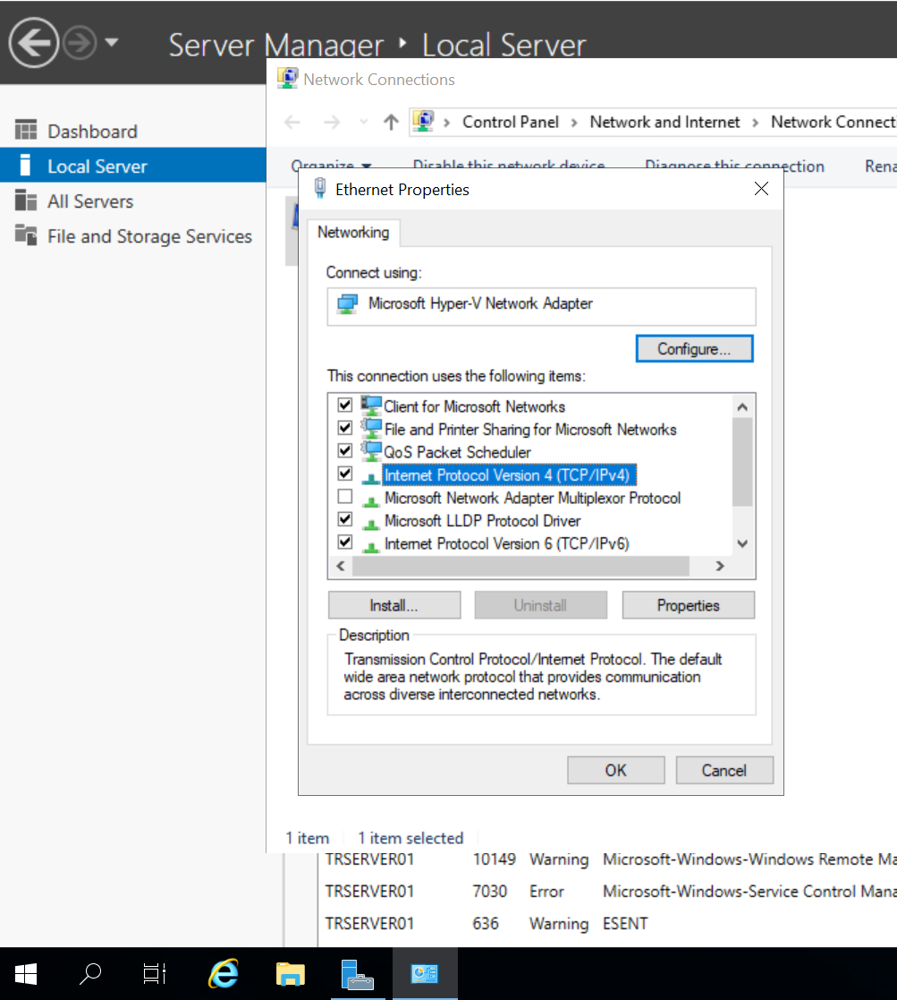 Server Manager ‣ Local Server
Network Connections
Control Panel > Network and Internet > Network Connecti
Dashboard
Local Server
All Servers
File and Storage Services
Organize Disable this network device Diagnose this connection Rena
Ethernet Properties
Networking
Connect using:
Microsoft Hyper-V Network Adapter
Configure...
This connection uses the following items:
Client for Microsoft Networks
File and Printer Sharing for Microsoft Networks
QoS Packet Scheduler
Internet Protocol Version 4 (TCP/IPv4)
Microsoft Network Adapter Multiplexor Protocol
Microsoft LLDP Protocol Driver
Internet Protocol Version 6 (TCP/IPv6)
Install... Uninstall Properties
Description
Transmission Control Protocol/Internet Protocol. The default
wide area network protocol that provides communication
across diverse interconnected networks.
OK Cancel
1 item 1 item selected
TRSERVER01 10149 Warning Microsoft-Windows-Windows Remote Ma
TRSERVER01 7030 Error Microsoft-Windows-Service Control Mana
TRSERVER01 636 Warning ESENT